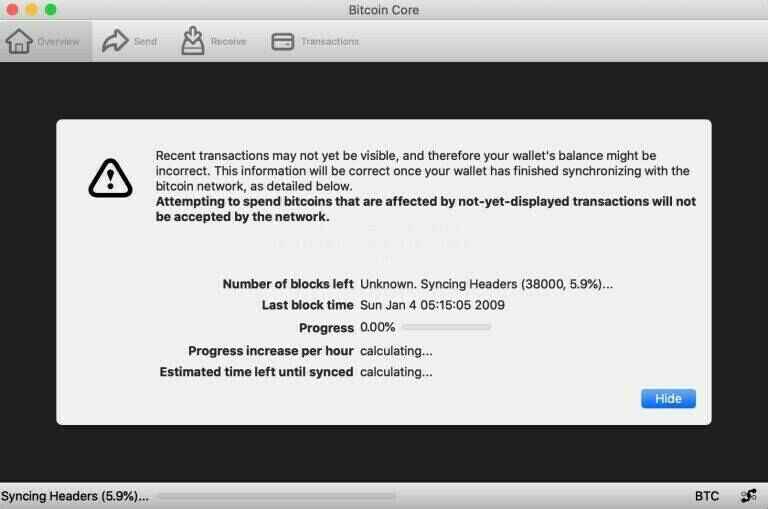 Bitcoin Core
Overview Send Receive Transactions
Recent transactions may not yet be visible, and therefore your wallet's balance might be
incorrect. This information will be correct once your wallet has finished synchronizing with the
bitcoin network, as detailed below.
Attempting to spend bitcoins that are affected by not-yet-displayed transactions will not
be accepted by the network.
Number of blocks left Unknown. Syncing Headers (38000, 5.9%)...
Last block time Sun Jan 4 05:15:05 2009
Progress 0.00%
Progress increase per hour calculating...
Estimated time left until synced calculating...
Hide
Syncing Headers (5.9%)... BTC